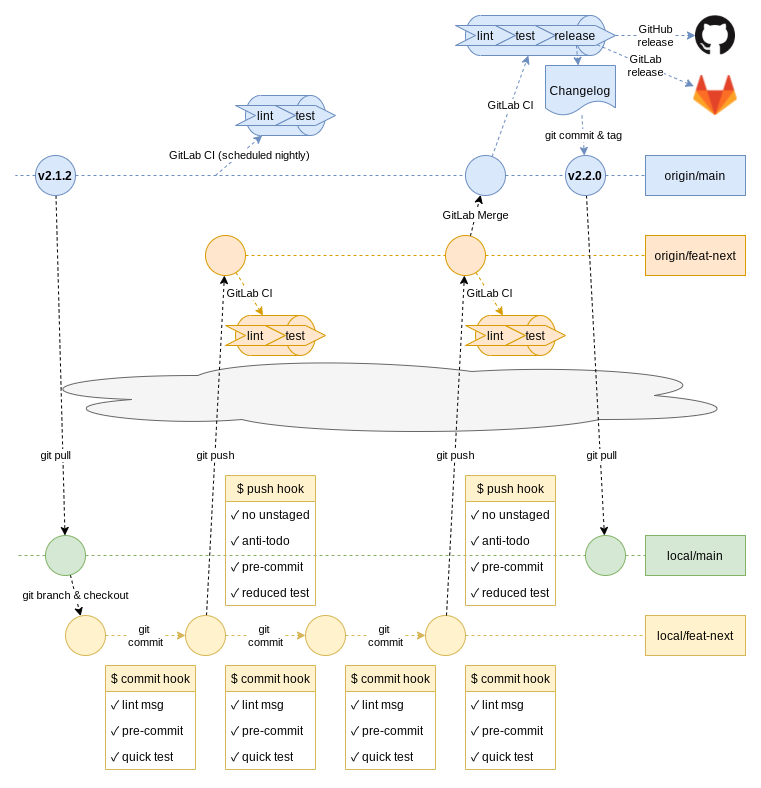 lint
test
release
GitHub
release
GitLab
release
Changelog
GitLab CI
lint
test
git commit & tag
GitLab CI (scheduled nightly)
v2.1.2
v2.2.0
origin/main
GitLab Merge
origin/feat-next
GitLab CI
GitLab CI
lint
test
lint
test
git pull
git push
git push
git pull
$ push hook
✓ no unstaged
✓ anti-todo
✓ pre-commit
✓ reduced test
$ push hook
✓ no unstaged
✓ anti-todo
✓ pre-commit
✓ reduced test
local/main
git branch & checkout
git
commit
git
commit
git
commit
local/feat-next
$ commit hook
✓ lint msg
✓ pre-commit
✓ quick test
$ commit hook
✓ lint msg
✓ pre-commit
✓ quick test
$ commit hook
✓ lint msg
✓ pre-commit
✓ quick test
$ commit hook
✓ lint msg
✓ pre-commit
✓ quick test